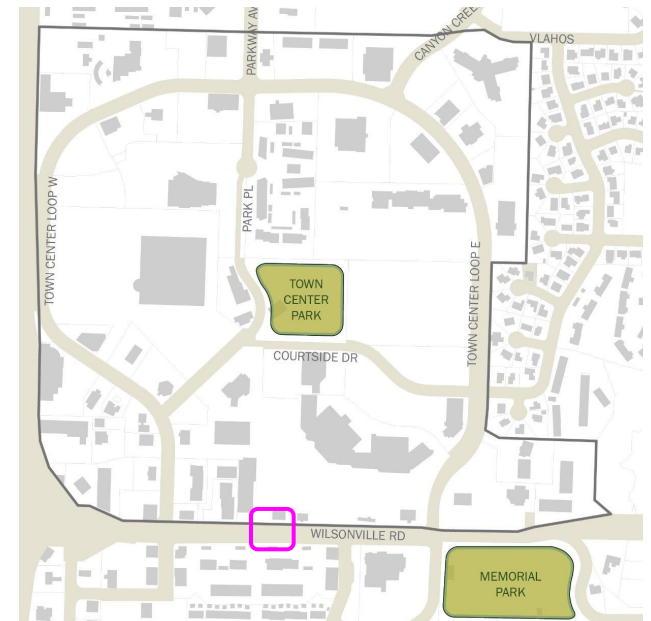 PARKWAY AV
CANYON CREE
VLAHOS
TOWN CENTER LOOP W
PARK PL
TOWN CENTER LOOP E
TOWN
CENTER
PARK
COURTSIDE DR
WILSONVILLE RD
MEMORIAL
PARK